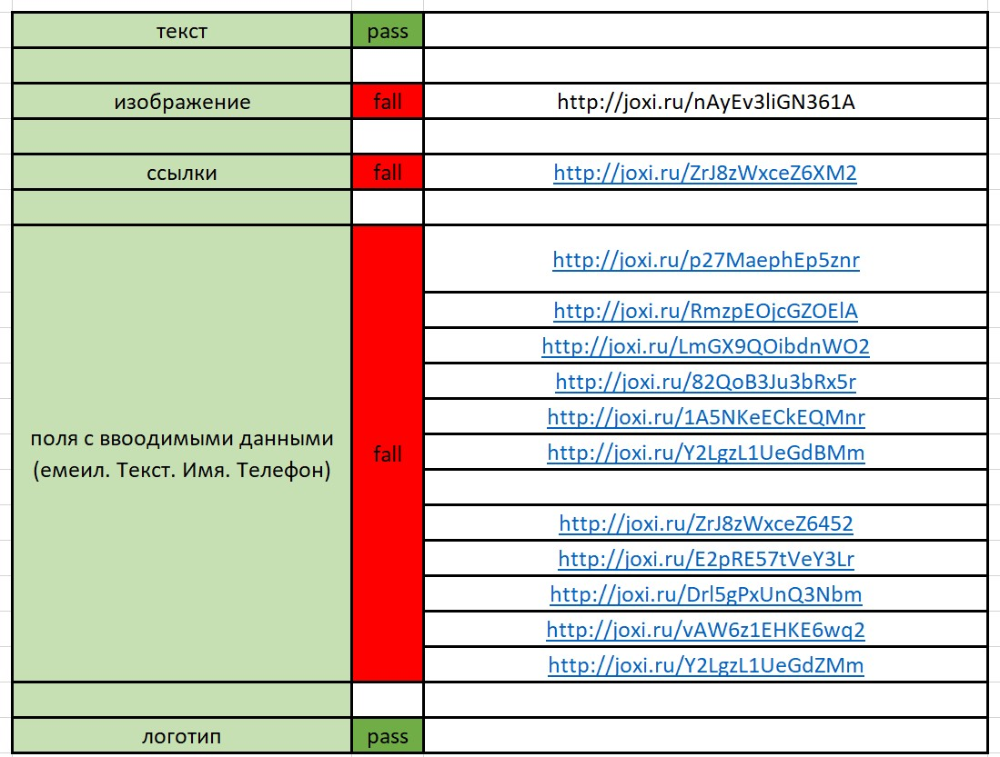 текст pass
изображение fall http://joxi.ru/nAyEv3liGN361A
ссылки fall http://joxi.ru/ZrJ8zWxceZ6XM2
http://joxi.ru/p27MaephEp5znr
http://joxi.ru/RmzpEOjcGZOElA
http://joxi.ru/LmGX9QOibdnWO2
http://joxi.ru/82QoB3Ju3bRx5r
http://joxi.ru/1A5NKeECkEQMnr
поля с ввоодимыми данными
(емеил. Текст. Имя. Телефон)
fall
http://joxi.ru/Y2LgzL1UeGdBMm
http://joxi.ru/ZrJ8zWxceZ6452
http://joxi.ru/E2pRE57tVeY3Lr
http://joxi.ru/Drl5gPxUnQ3Nbm
http://joxi.ru/vAW6z1EHKE6wq2
http://joxi.ru/Y2LgzL1UeGdZMm
логотип pass